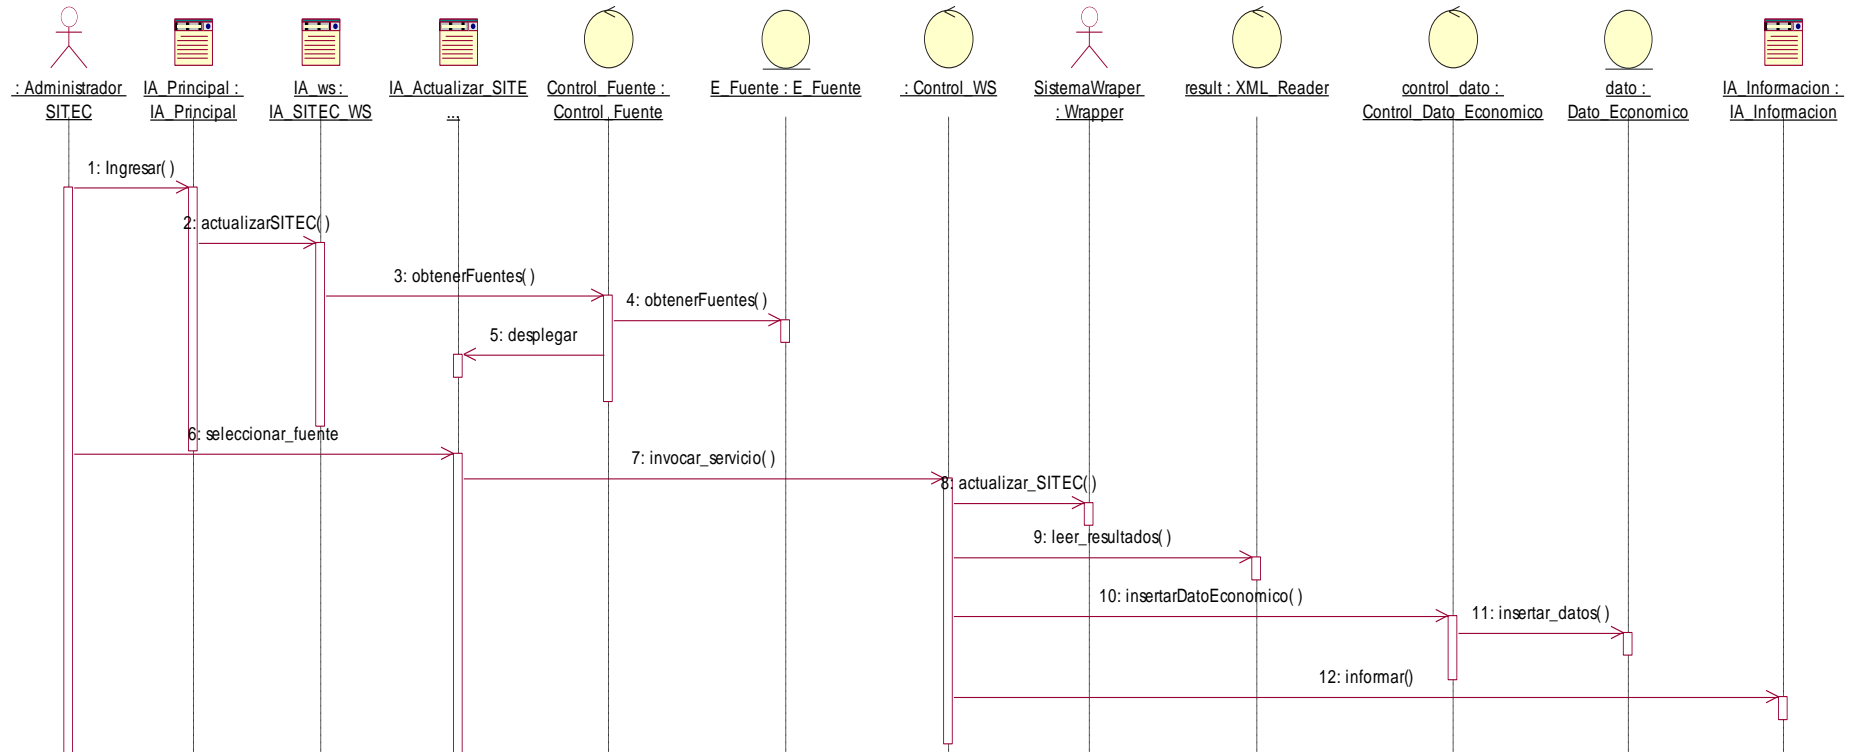 : Administrador
SITEC
IA_Principal :
IA_Principal
IA_ws :
IA_SITEC_WS
IA_Actualizar_SITE
...
Control_Fuente :
Control_Fuente
E_Fuente : E_Fuente
: Control_WS
SistemaWraper
: Wrapper
result : XML_Reader
control_dato :
Control_Dato_Economico
dato :
Dato_Economico
IA_Informacion :
IA_Informacion
1: Ingresar( )
2: actualizarSITEC( )
3: obtenerFuentes( )
4: obtenerFuentes( )
5: desplegar
6: seleccionar_fuente
7: invocar_servicio( )
8: actualizar_SITEC( )
9: leer_resultados( )
10: insertarDatoEconomico( )
11: insertar_datos( )
12: informar()